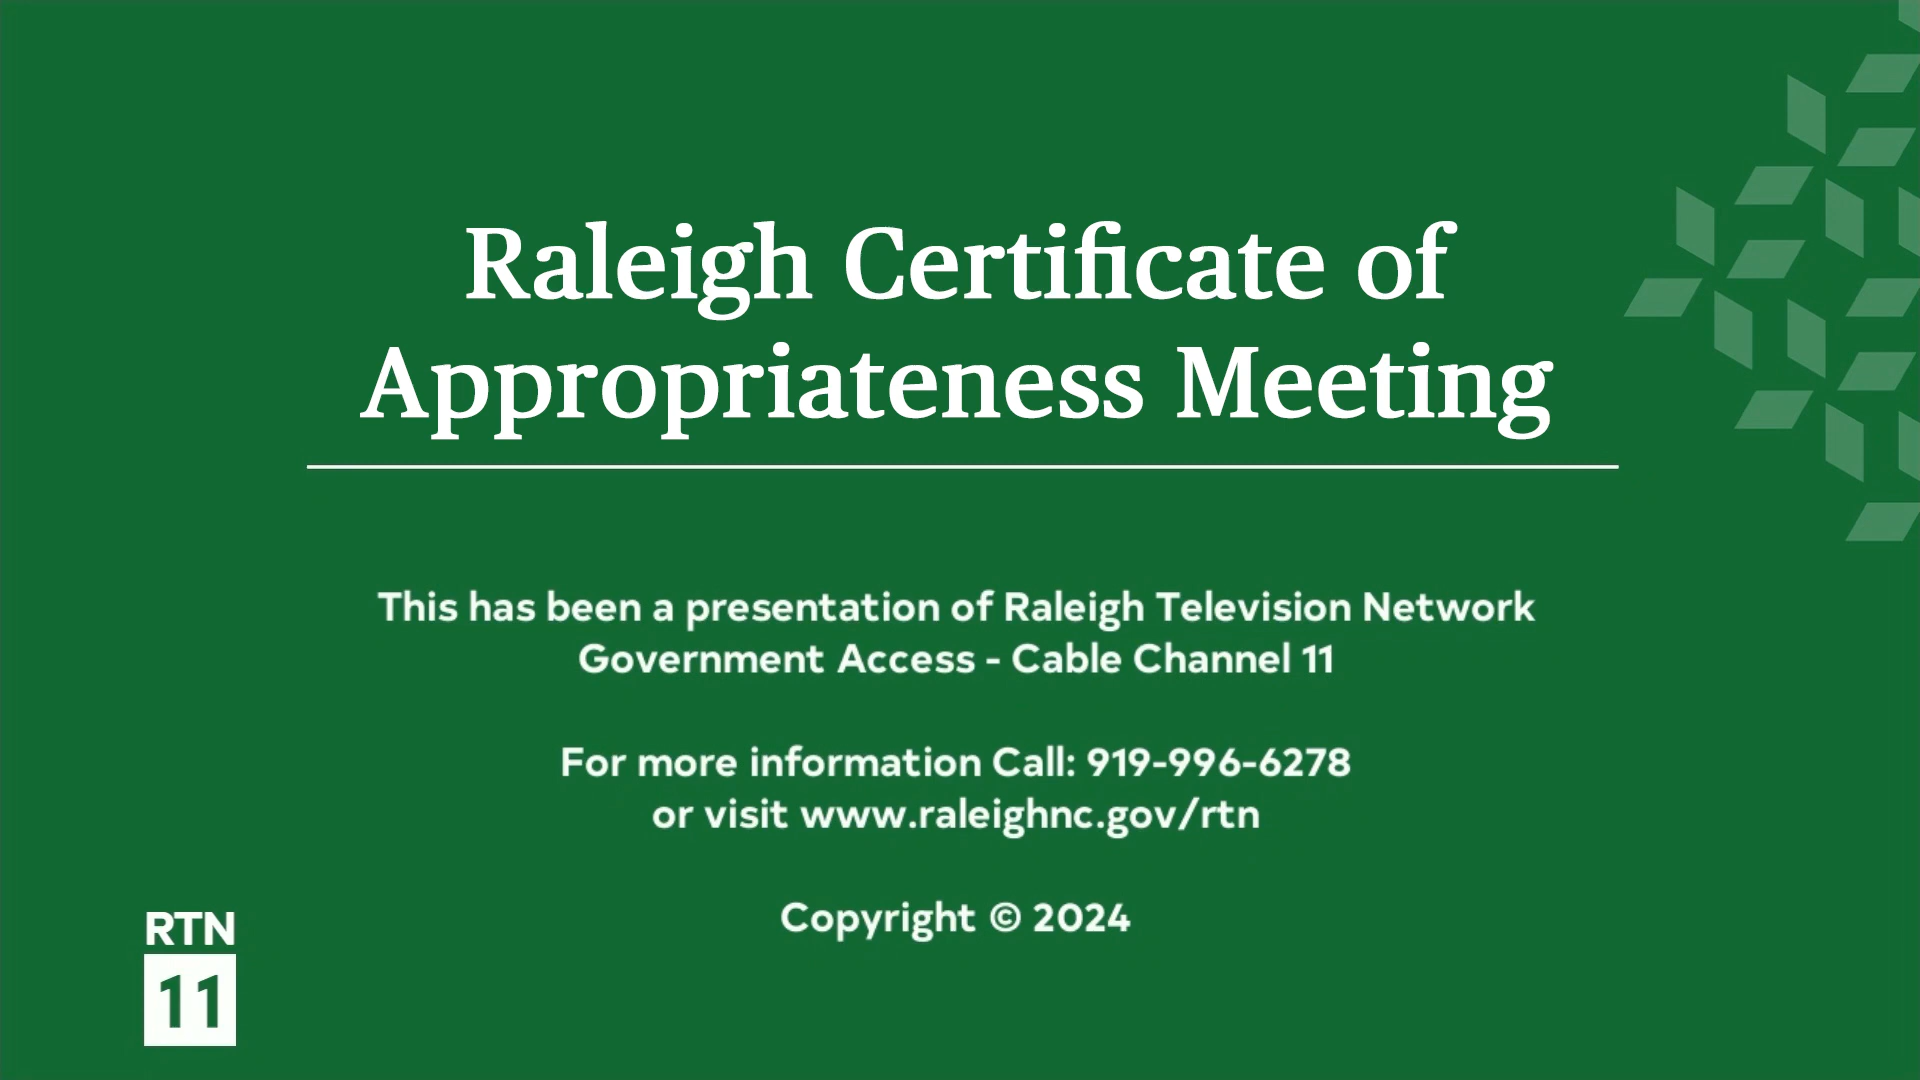 Raleigh Certificate of
Appropriateness Meeting
This has been a presentation of Raleigh Television Network
Government Access - Cable Channel 11
For more information Call: 919-996-6278
or visit www.raleighnc.gov/rtn
Copyright © 2024
RTN
11